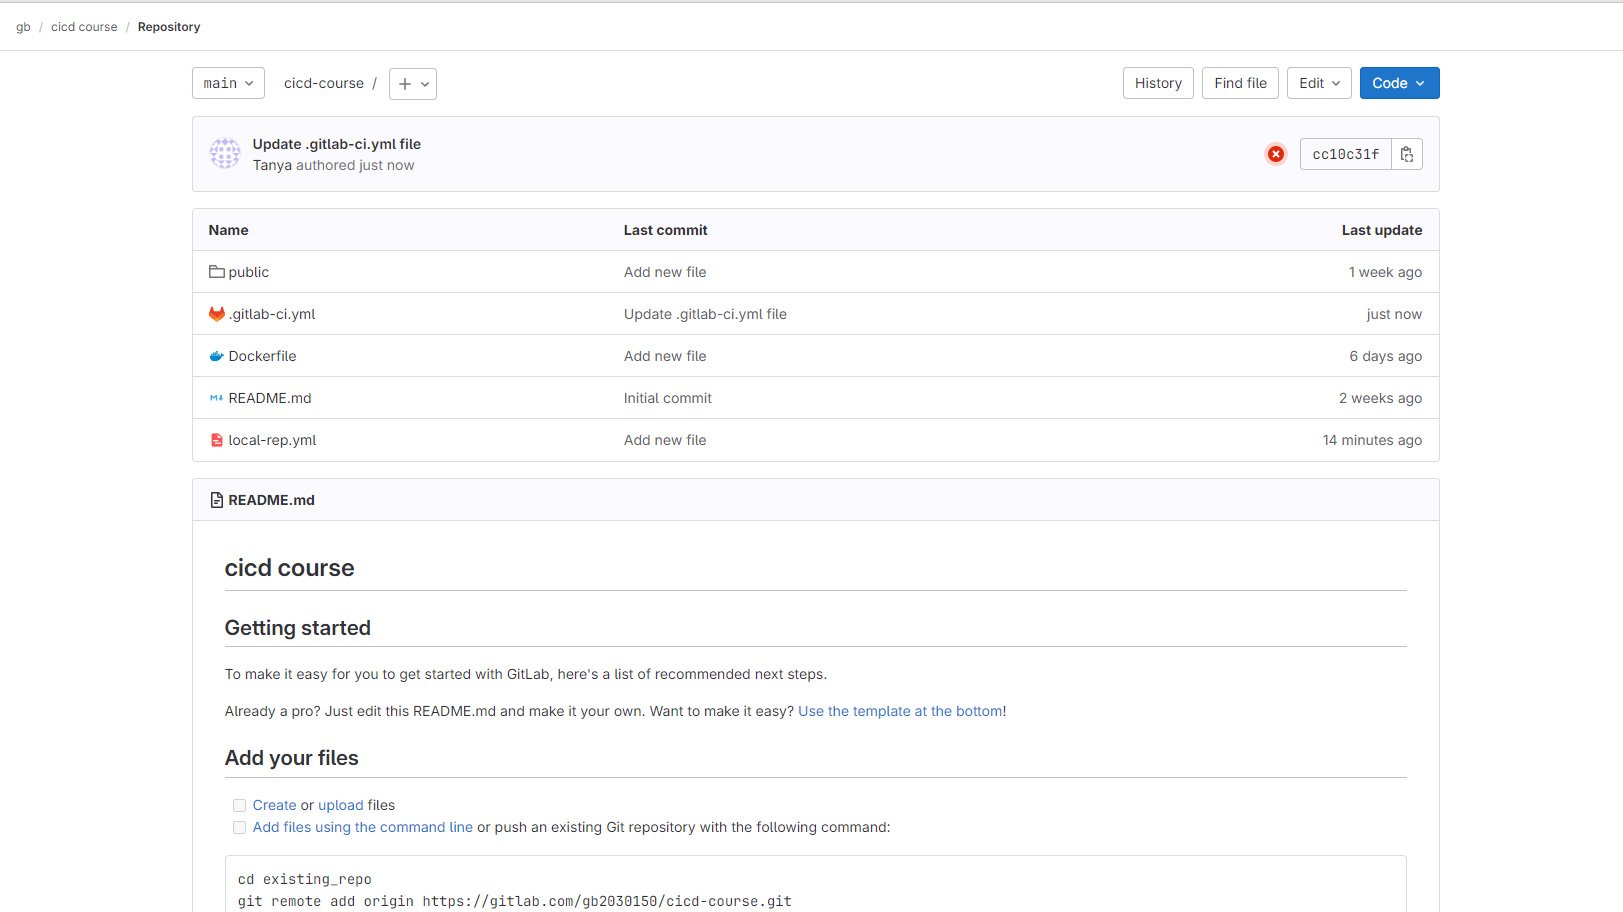 gb / cicd course / Repository
main cicd-course / + History Find file Edit Code
Update .gitlab-ci.yml file
Tanya authored just now
cc10c31f
Name Last commit Last update
public Add new file 1 week ago
.gitlab-ci.yml Update .gitlab-ci.yml file just now
Dockerfile Add new file 6 days ago
README.md Initial commit 2 weeks ago
local-rep.yml Add new file 14 minutes ago
README.md
cicd course
Getting started
To make it easy for you to get started with GitLab, here's a list of recommended next steps.
Already a pro? Just edit this README.md and make it your own. Want to make it easy? Use the template at the bottom!
Add your files
Create or upload files
Add files using the command line or push an existing Git repository with the following command:
cd existing_repo
git remote add origin https://gitlab.com/gb2030150/cicd-course.git